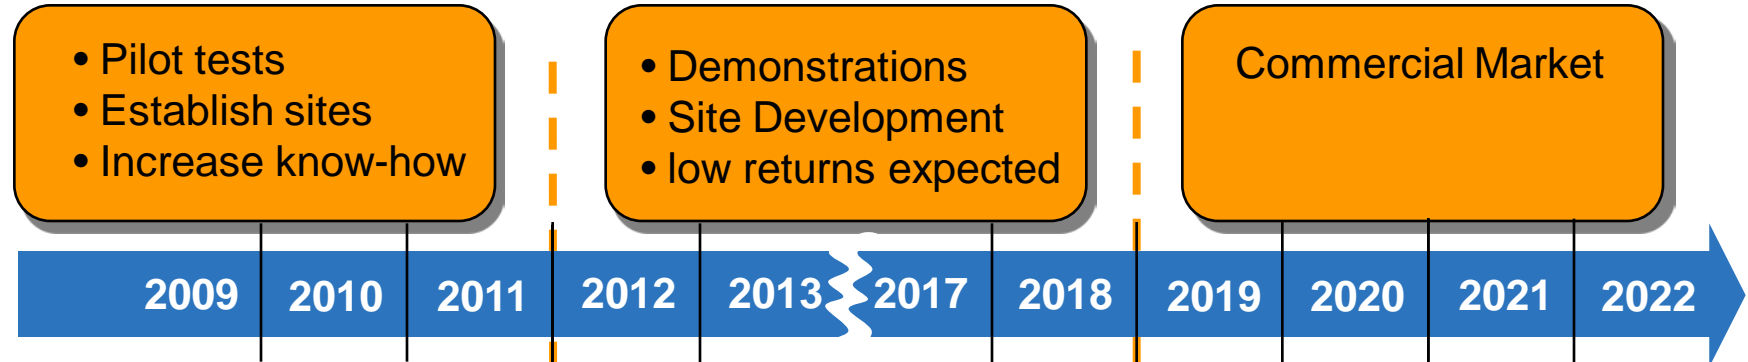 • Pilot tests
• Establish sites
• Increase know-how
• Demonstrations
• Site Development
• low returns expected
Commercial Market
2009 2010 2011 2012 2013 2017 2018 2019 2020 2021 2022